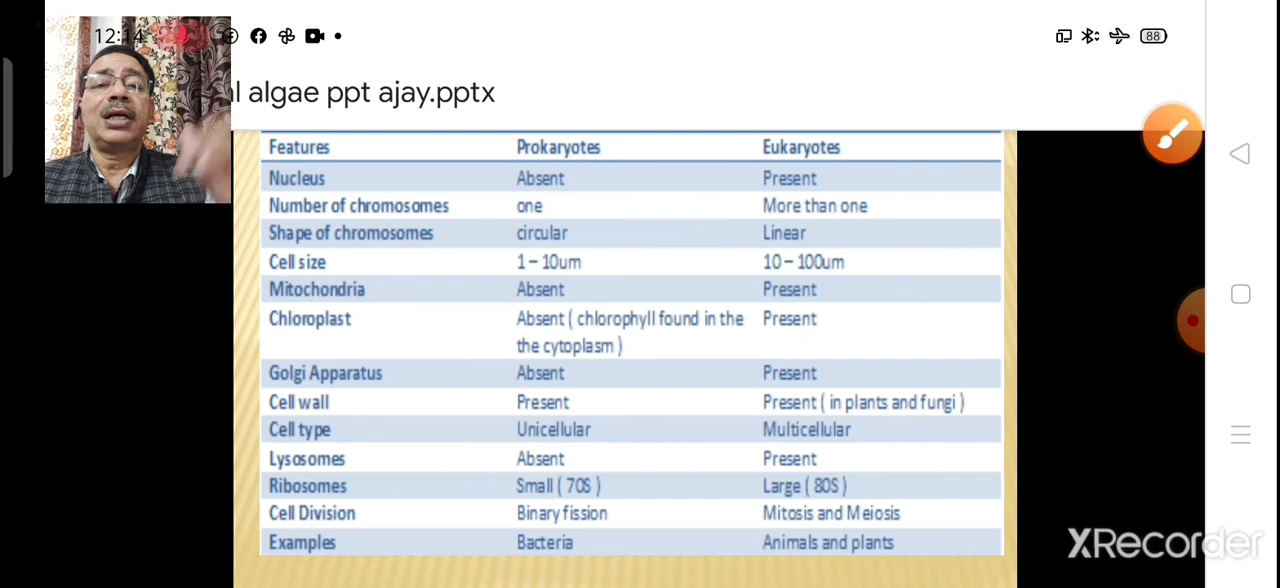 12:14
88
l algae ppt ajay.pptx
Features Prokaryotes Eukaryotes
Nucleus Absent Present
Number of chromosomes one More than one
Shape of chromosomes circular Linear
Cell size 1 – 10um 10 – 100um
Mitochondria Absent Present
Chloroplast Absent ( chlorophyll found in the Present
the cytoplasm )
Golgi Apparatus Absent Present
Cell wall Present Present ( in plants and fungi )
Cell type Unicellular Multicellular
Lysosomes Absent Present
Ribosomes Small ( 70S ) Large ( 80S )
Cell Division Binary fission Mitosis and Meiosis
Examples Bacteria Animals and plants
XRecorder